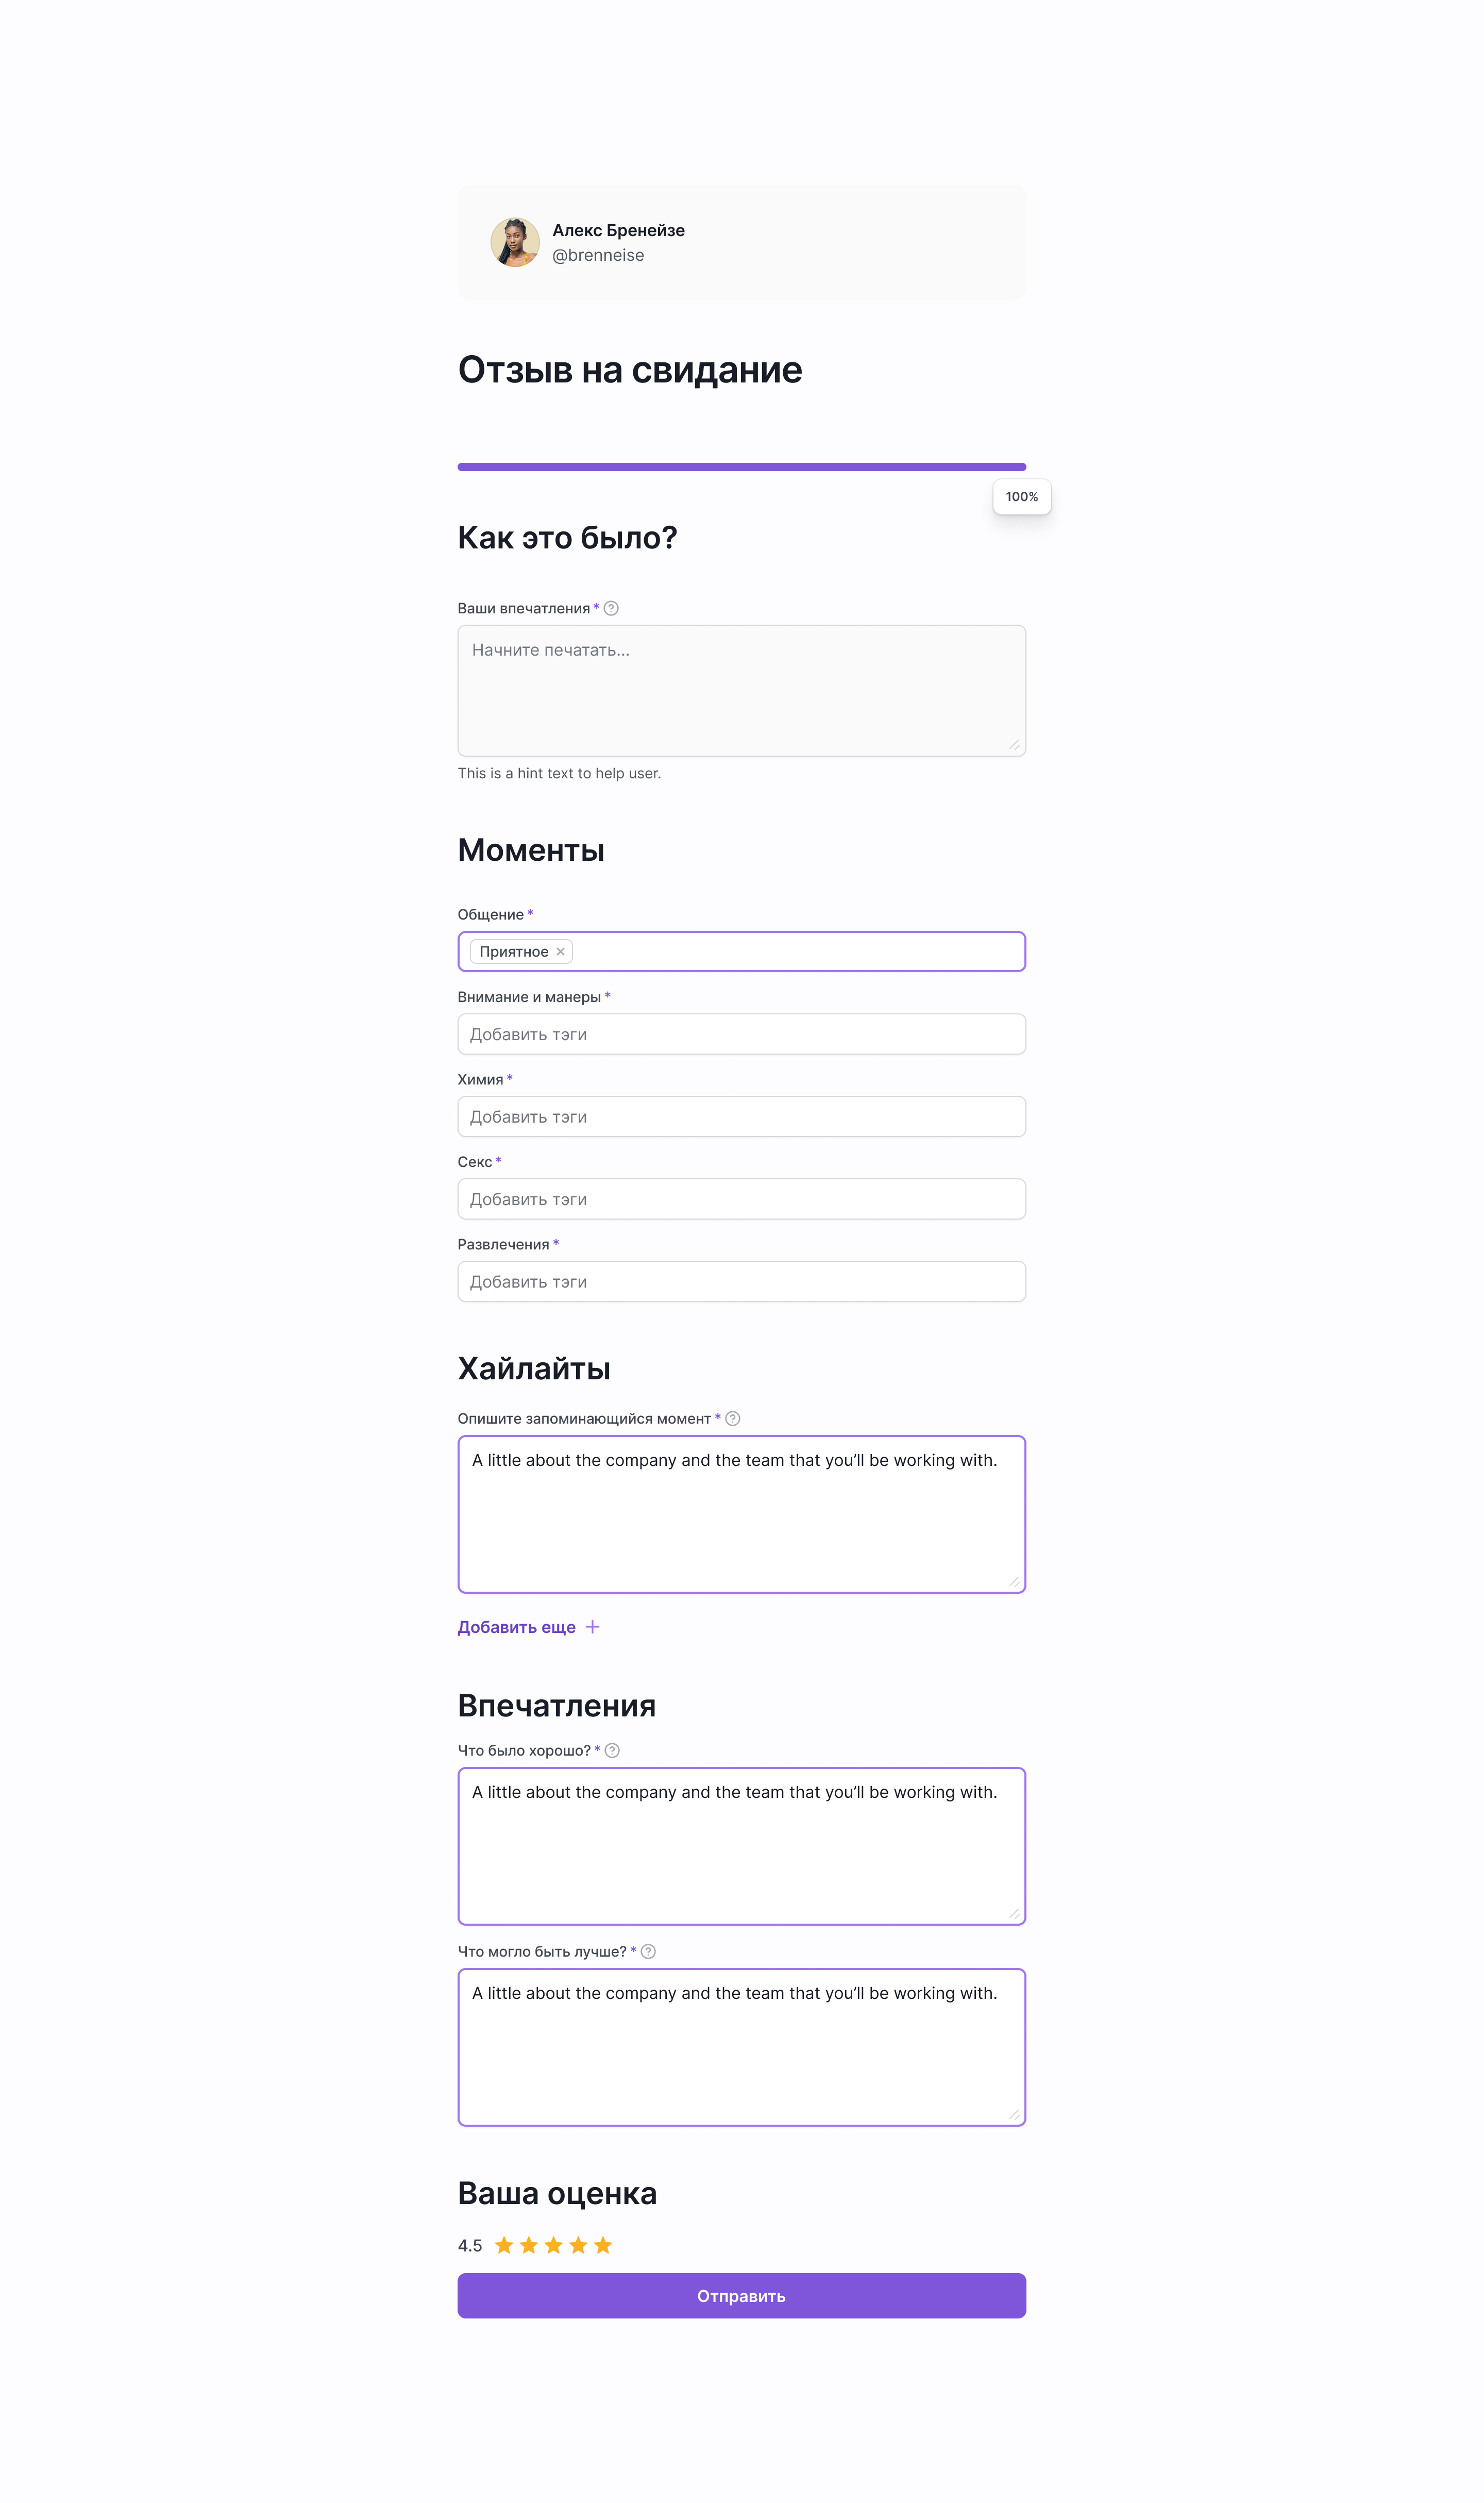 Алекс Бренейзе
@brenneise
Отзыв на свидание
100%
Как это было?
Ваши впечатления *
Начните печатать...
This is a hint text to help user.
Моменты
Общение *
Приятное
Внимание и манеры *
Добавить тэги
Химия *
Добавить тэги
Секс *
Добавить тэги
Развлечения *
Добавить тэги
Хайлайты
Опишите запоминающийся момент *
A little about the company and the team that you’ll be working with.
Добавить еще +
Впечатления
Что было хорошо? *
A little about the company and the team that you’ll be working with.
Что могло быть лучше? *
A little about the company and the team that you’ll be working with.
Ваша оценка
4.5
Отправить